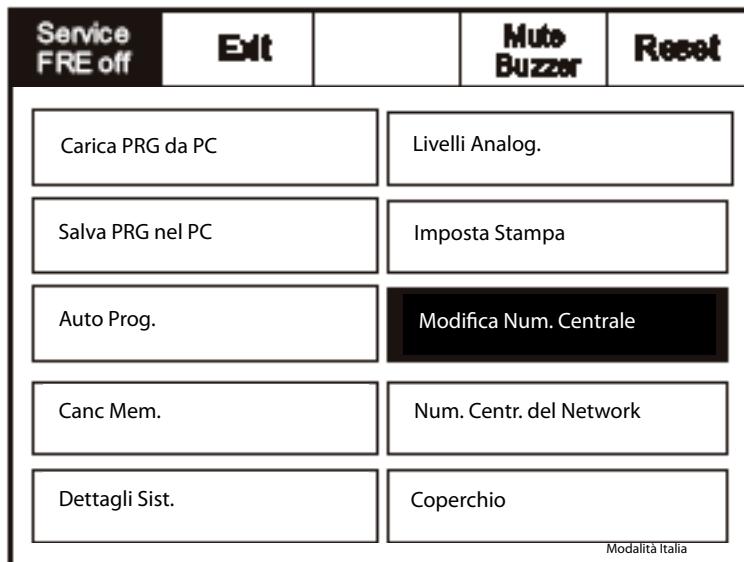 Service
FRE off
Exit
Mute
Buzzer
Reset
Carica PRG da PC
Livelli Analog.
Salva PRG nel PC
Imposta Stampa
Auto Prog.
Modifica Num. Centrale
Canc Mem.
Num. Centr. del Network
Dettagli Sist.
Coperchio
Modalità Italia